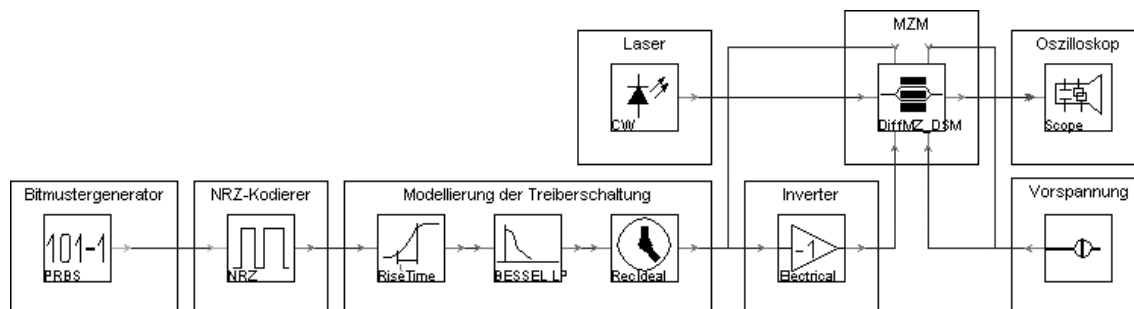 MZM
Laser
Oszilloskop
CW
DiffMZ_DSM
Scope
Bitmustergenerator
NRZ-Kodierer
Modellierung der Treiberschaltung
Inverter
Vorspannung
101-1
-1
PRBS
NRZ
RiseTime
BESSEL LP
RecIdeal
Electrical